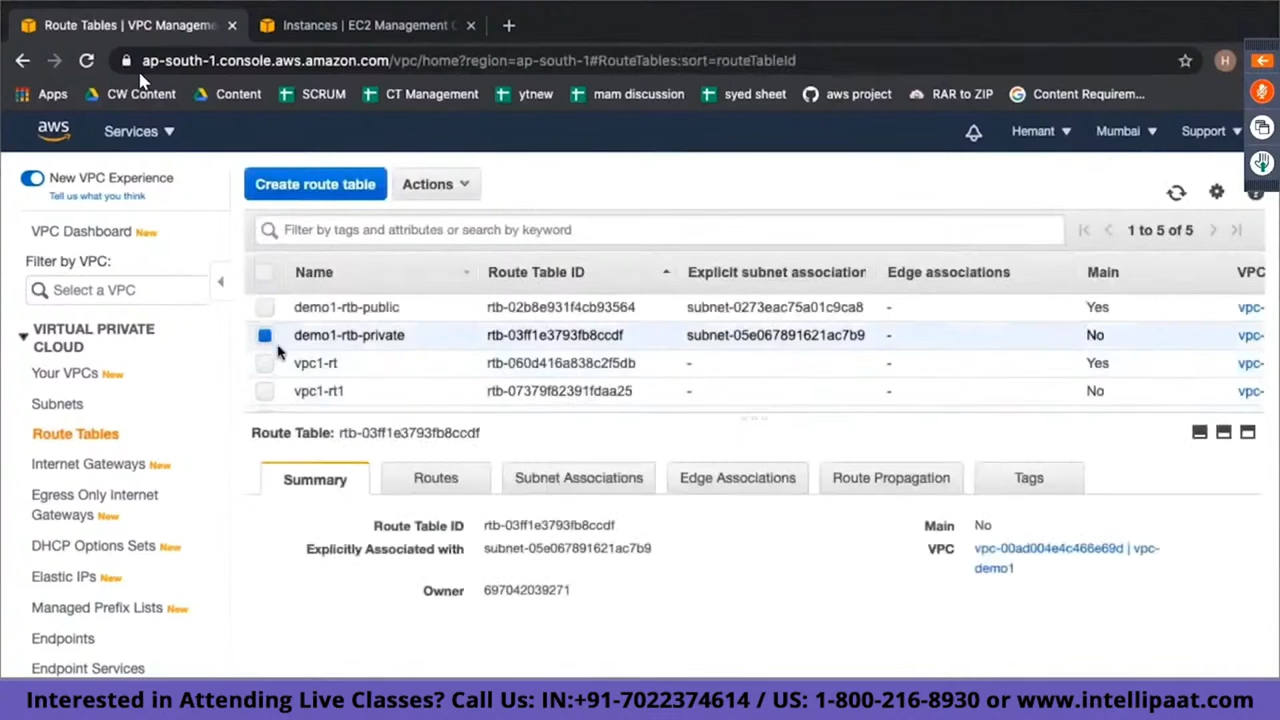 Route Tables | VPC Manageme
Instances | EC2 Management C
ap-south-1.console.aws.amazon.com/vpc/home?region=ap-south-1#RouteTables:sort=routeTableId
H
Apps
CW Content
Content
SCRUM
CT Management
ytnew
mam discussion
syed sheet
aws project
RAR to ZIP
Content Requirem...
aws
Services
Hemant
Mumbai
Support
New VPC Experience
Tell us what you think
VPC Dashboard New
Filter by VPC:
Select a VPC
VIRTUAL PRIVATE
CLOUD
Your VPCs New
Subnets
Route Tables
Internet Gateways New
Egress Only Internet
Gateways New
DHCP Options Sets New
Elastic IPs New
Managed Prefix Lists New
Endpoints
Endpoint Services
Create route table
Actions
Filter by tags and attributes or search by keyword
1 to 5 of 5
Name Route Table ID Explicit subnet association Edge associations Main VPC
demo1-rtb-public rtb-02b8e931f4cb93564 subnet-0273eac75a01c9ca8 - Yes vpc-
demo1-rtb-private rtb-03ff1e3793fb8ccdf subnet-05e067891621ac7b9 - No vpc-
vpc1-rt rtb-060d416a838c2f5db - - Yes vpc-
vpc1-rt1 rtb-07379f82391fdaa25 - - No vpc-
Route Table: rtb-03ff1e3793fb8ccdf
Summary
Routes
Subnet Associations
Edge Associations
Route Propagation
Tags
Route Table ID rtb-03ff1e3793fb8ccdf
Main No
Explicitly Associated with subnet-05e067891621ac7b9
VPC vpc-00ad004e4c466e69d | vpc-
demo1
Owner 697042039271
Interested in Attending Live Classes? Call Us: IN:+91-7022374614 / US: 1-800-216-8930 or www.intellipaat.com